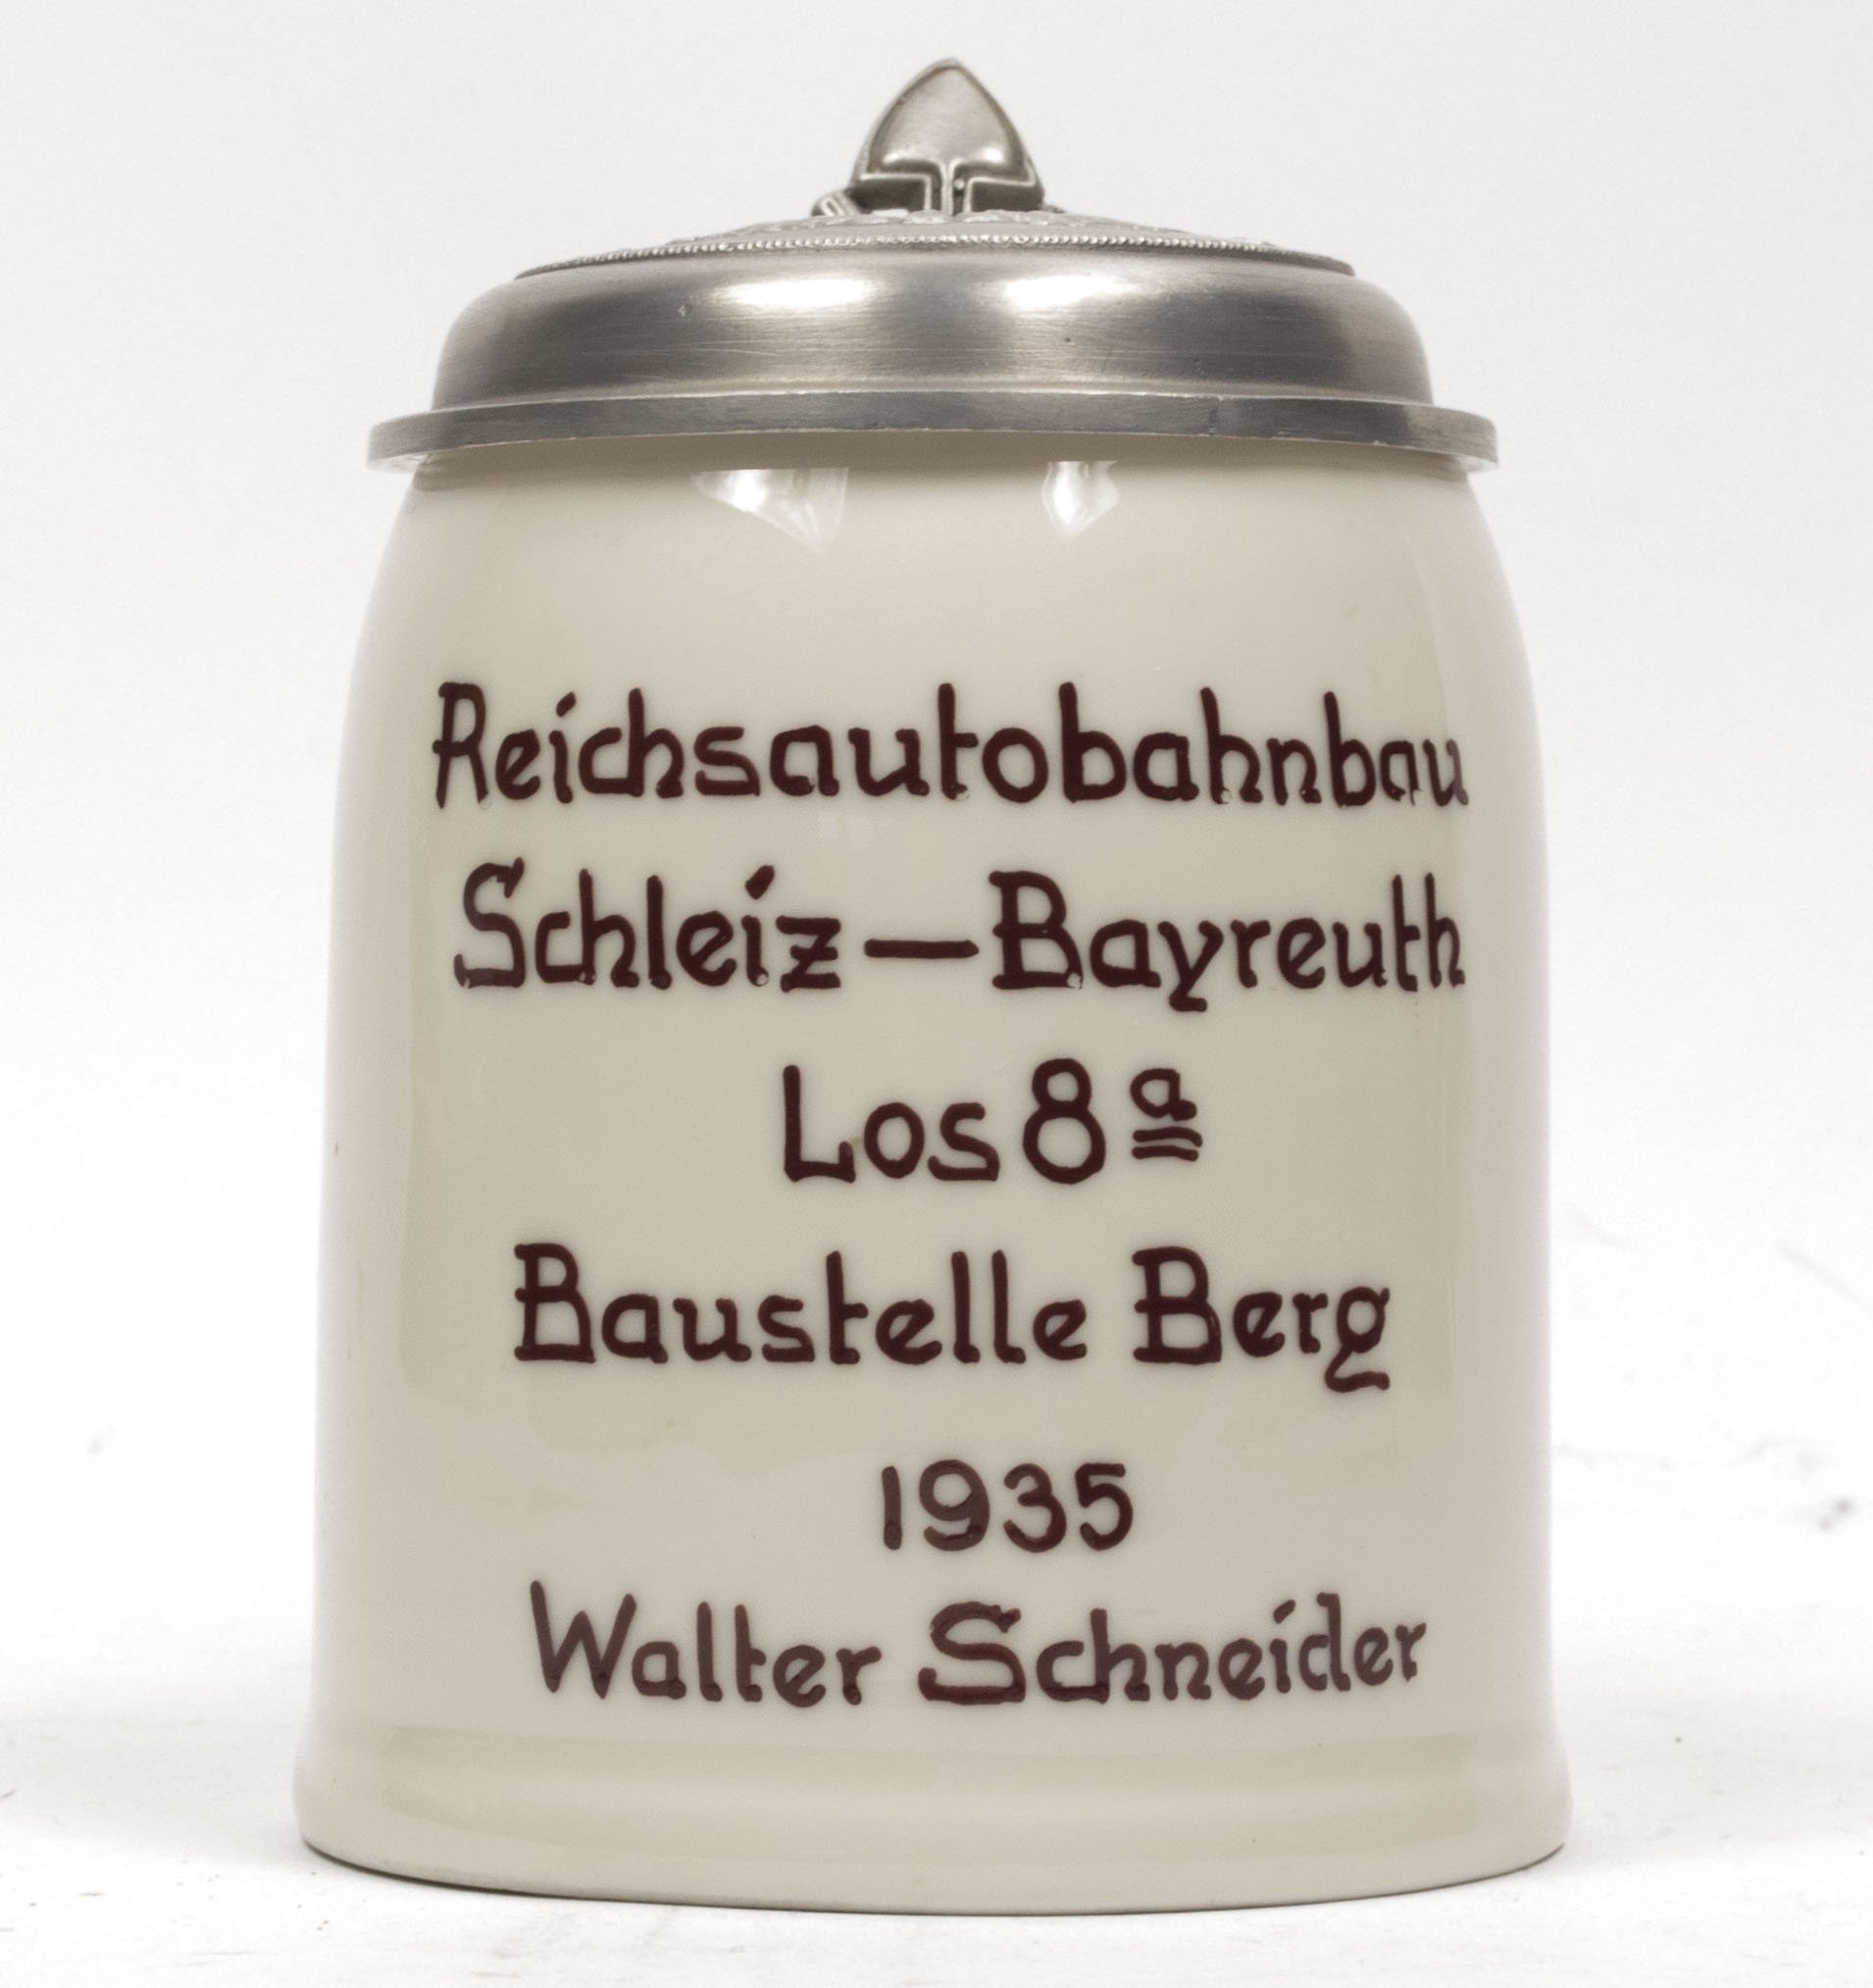 Reichsautobahnbau
Schleiz—Bayreuth
Los 8ª
Baustelle Berg
1935
Walter Schneider